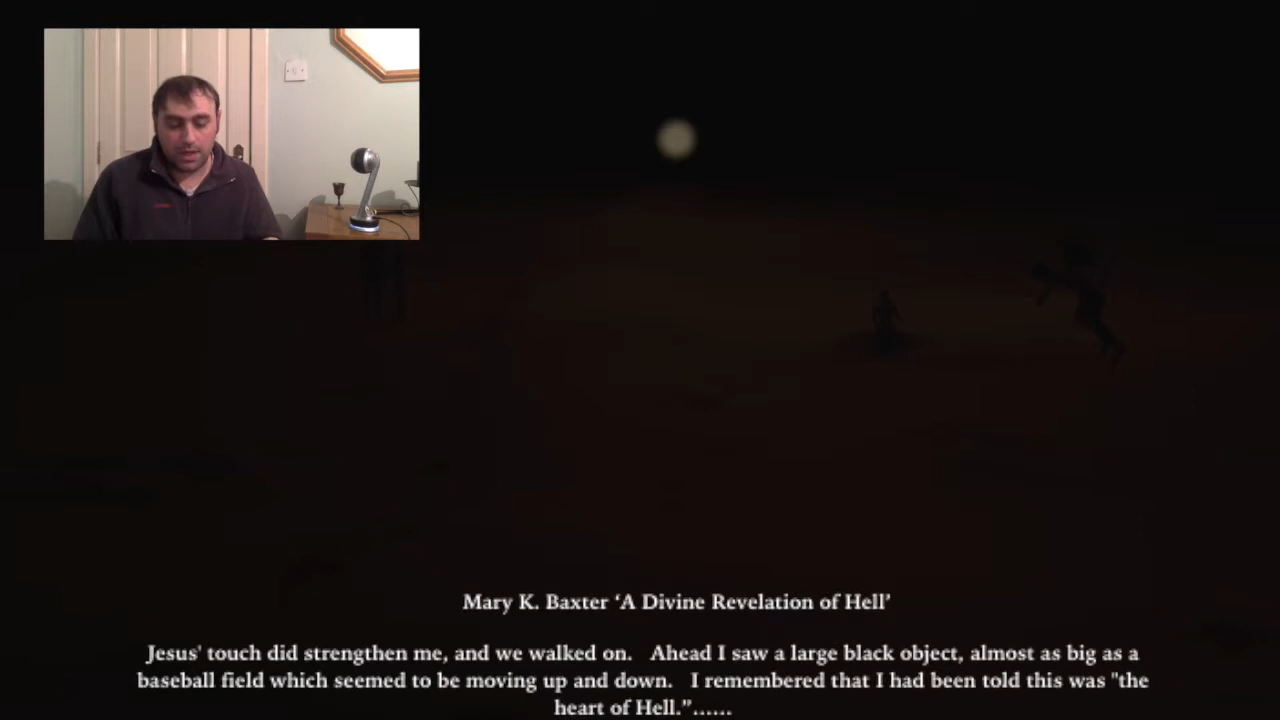 Mary K. Baxter ‘A Divine Revelation of Hell’
Jesus' touch did strengthen me, and we walked on. Ahead I saw a large black object, almost as big as a
baseball field which seemed to be moving up and down. I remembered that I had been told this was "the
heart of Hell.”......